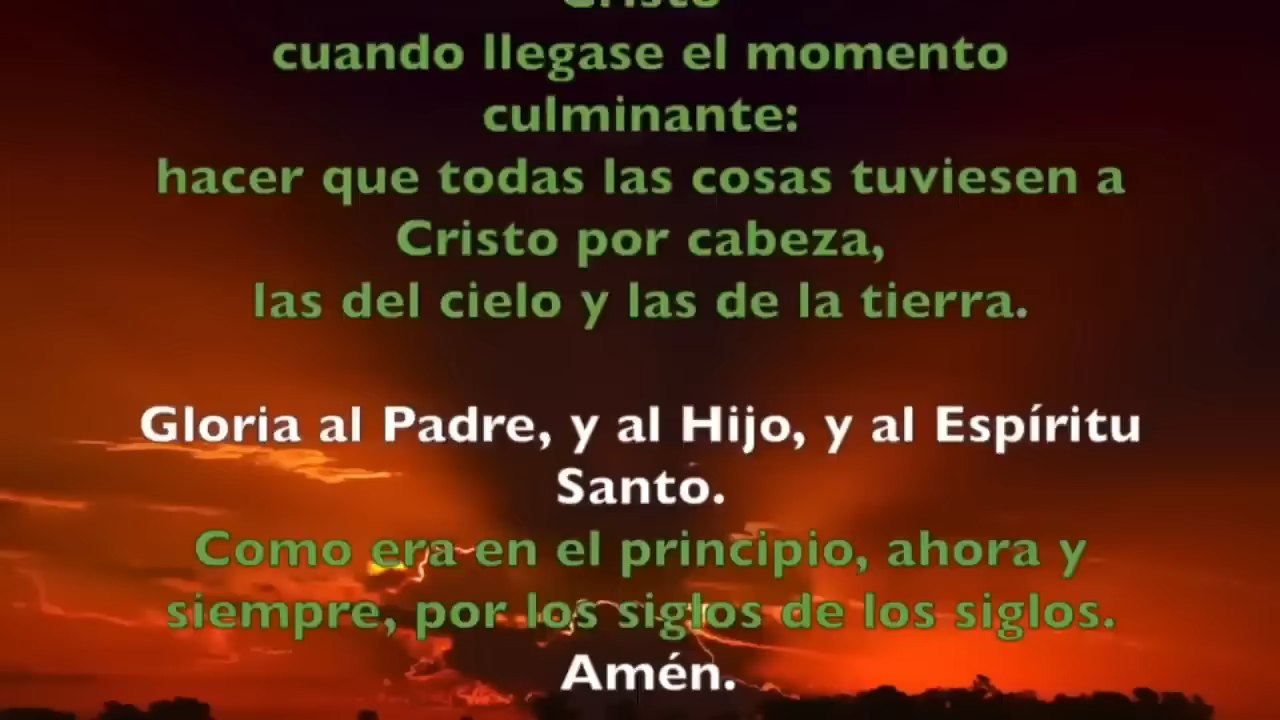 Cristo
cuando llegase el momento
culminante:
hacer que todas las cosas tuviesen a
Cristo por cabeza,
las del cielo y las de la tierra.
Gloria al Padre, y al Hijo, y al Espíritu
Santo.
Como era en el principio, ahora y
siempre, por los siglos de los siglos.
Amén.